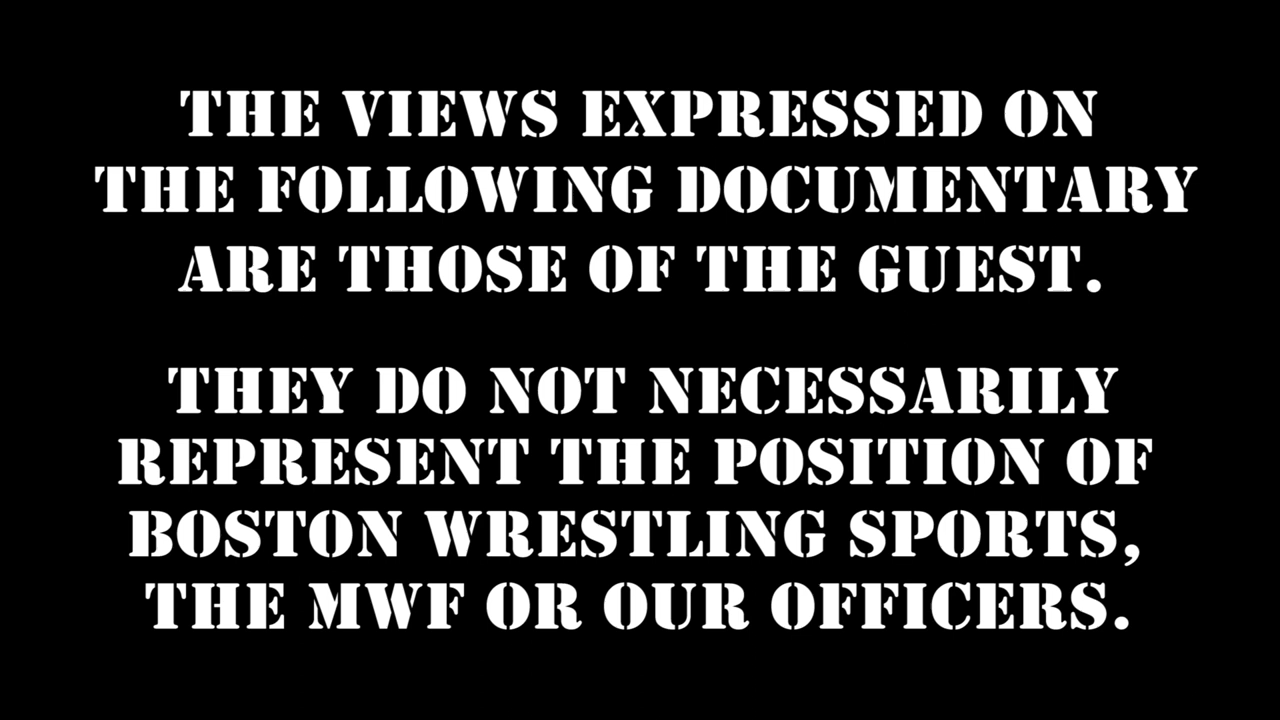 THE VIEWS EXPRESSED ON
THE FOLLOWING DOCUMENTARY
ARE THOSE OF THE GUEST.
THEY DO NOT NECESSARILY
REPRESENT THE POSITION OF
BOSTON WRESTLING SPORTS,
THE MWF OR OUR OFFICERS.